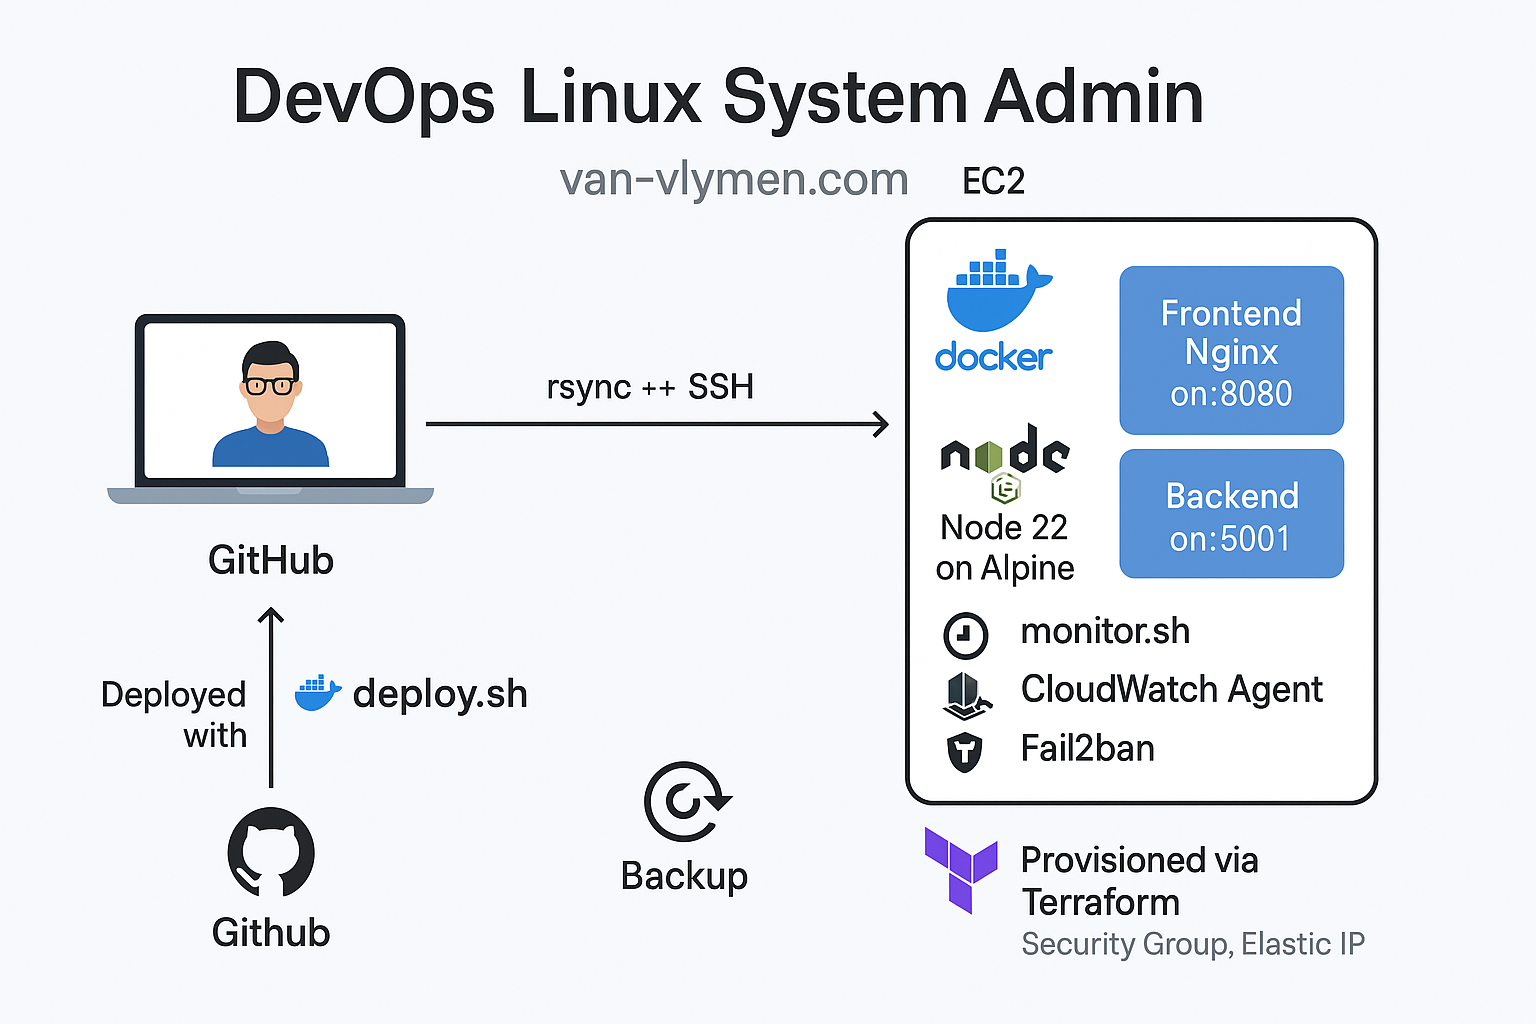 DevOps Linux System Admin
van-vlymen.com
EC2
docker
Frontend
Nginx
on:8080
rsync ++ SSH
node
Node 22
on Alpine
Backend
on:5001
GitHub
monitor.sh
CloudWatch Agent
Fail2ban
Deployed
with
deploy.sh
Backup
Github
Provisioned via
Terraform
Security Group, Elastic IP